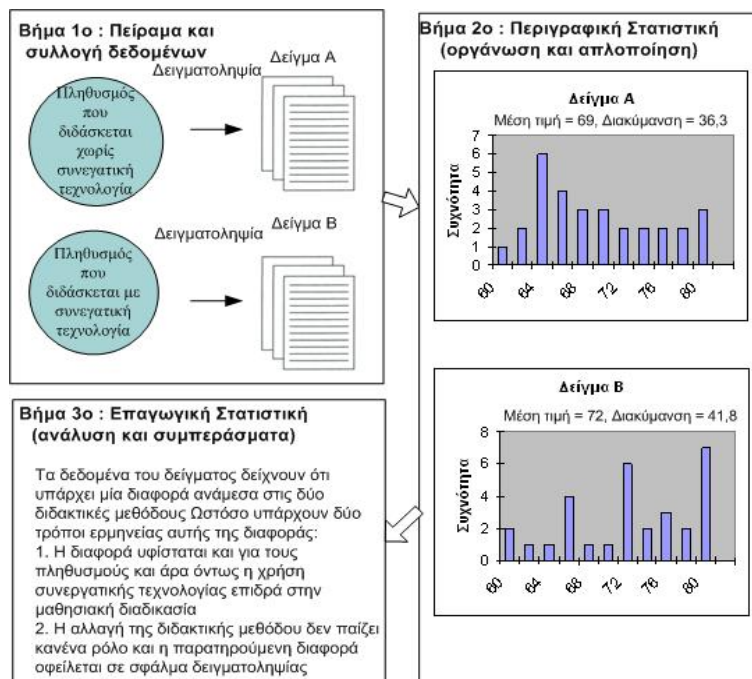 Βήμα 1ο : Πείραμα και
συλλογή δεδομένων
Δειγματοληψία
Δείγμα Α
Πληθυσμός
που
διδάσκεται
χωρίς
συνεγατική
τεχνολογία
Δειγματοληψία
Δείγμα Β
Πληθυσμός
που
διδάσκεται με
συνεγατική
τεχνολογία
Βήμα 2ο : Περιγραφική Στατιστική
(οργάνωση και απλοποίηση)
Δείγμα Α
Μέση τιμή = 69, Διακύμανση = 36,3
Συχνότητα
7
6
5
4
3
2
1
0
60 64 68 72 76 80
Δείγμα Β
Μέση τιμή = 72, Διακύμανση = 41,8
Συχνότητα
8
6
4
2
0
60 64 68 72 76 80
Βήμα 3ο : Επαγωγική Στατιστική
(ανάλυση και συμπεράσματα)
Τα δεδομένα του δείγματος δείχνουν ότι
υπάρχει μία διαφορά ανάμεσα στις δύο
διδακτικές μεθόδους Ωστόσο υπάρχουν δύο
τρόποι ερμηνείας αυτής της διαφοράς:
1. Η διαφορά υφίσταται και για τους
πληθυσμούς και άρα όντως η χρήση
συνεργατικής τεχνολογίας επιδρά στην
μαθησιακή διαδικασία
2. Η αλλαγή της διδακτικής μεθόδου δεν παίζει
κανένα ρόλο και η παρατηρούμενη διαφορά
οφείλεται σε σφάλμα δειγματοληψίας